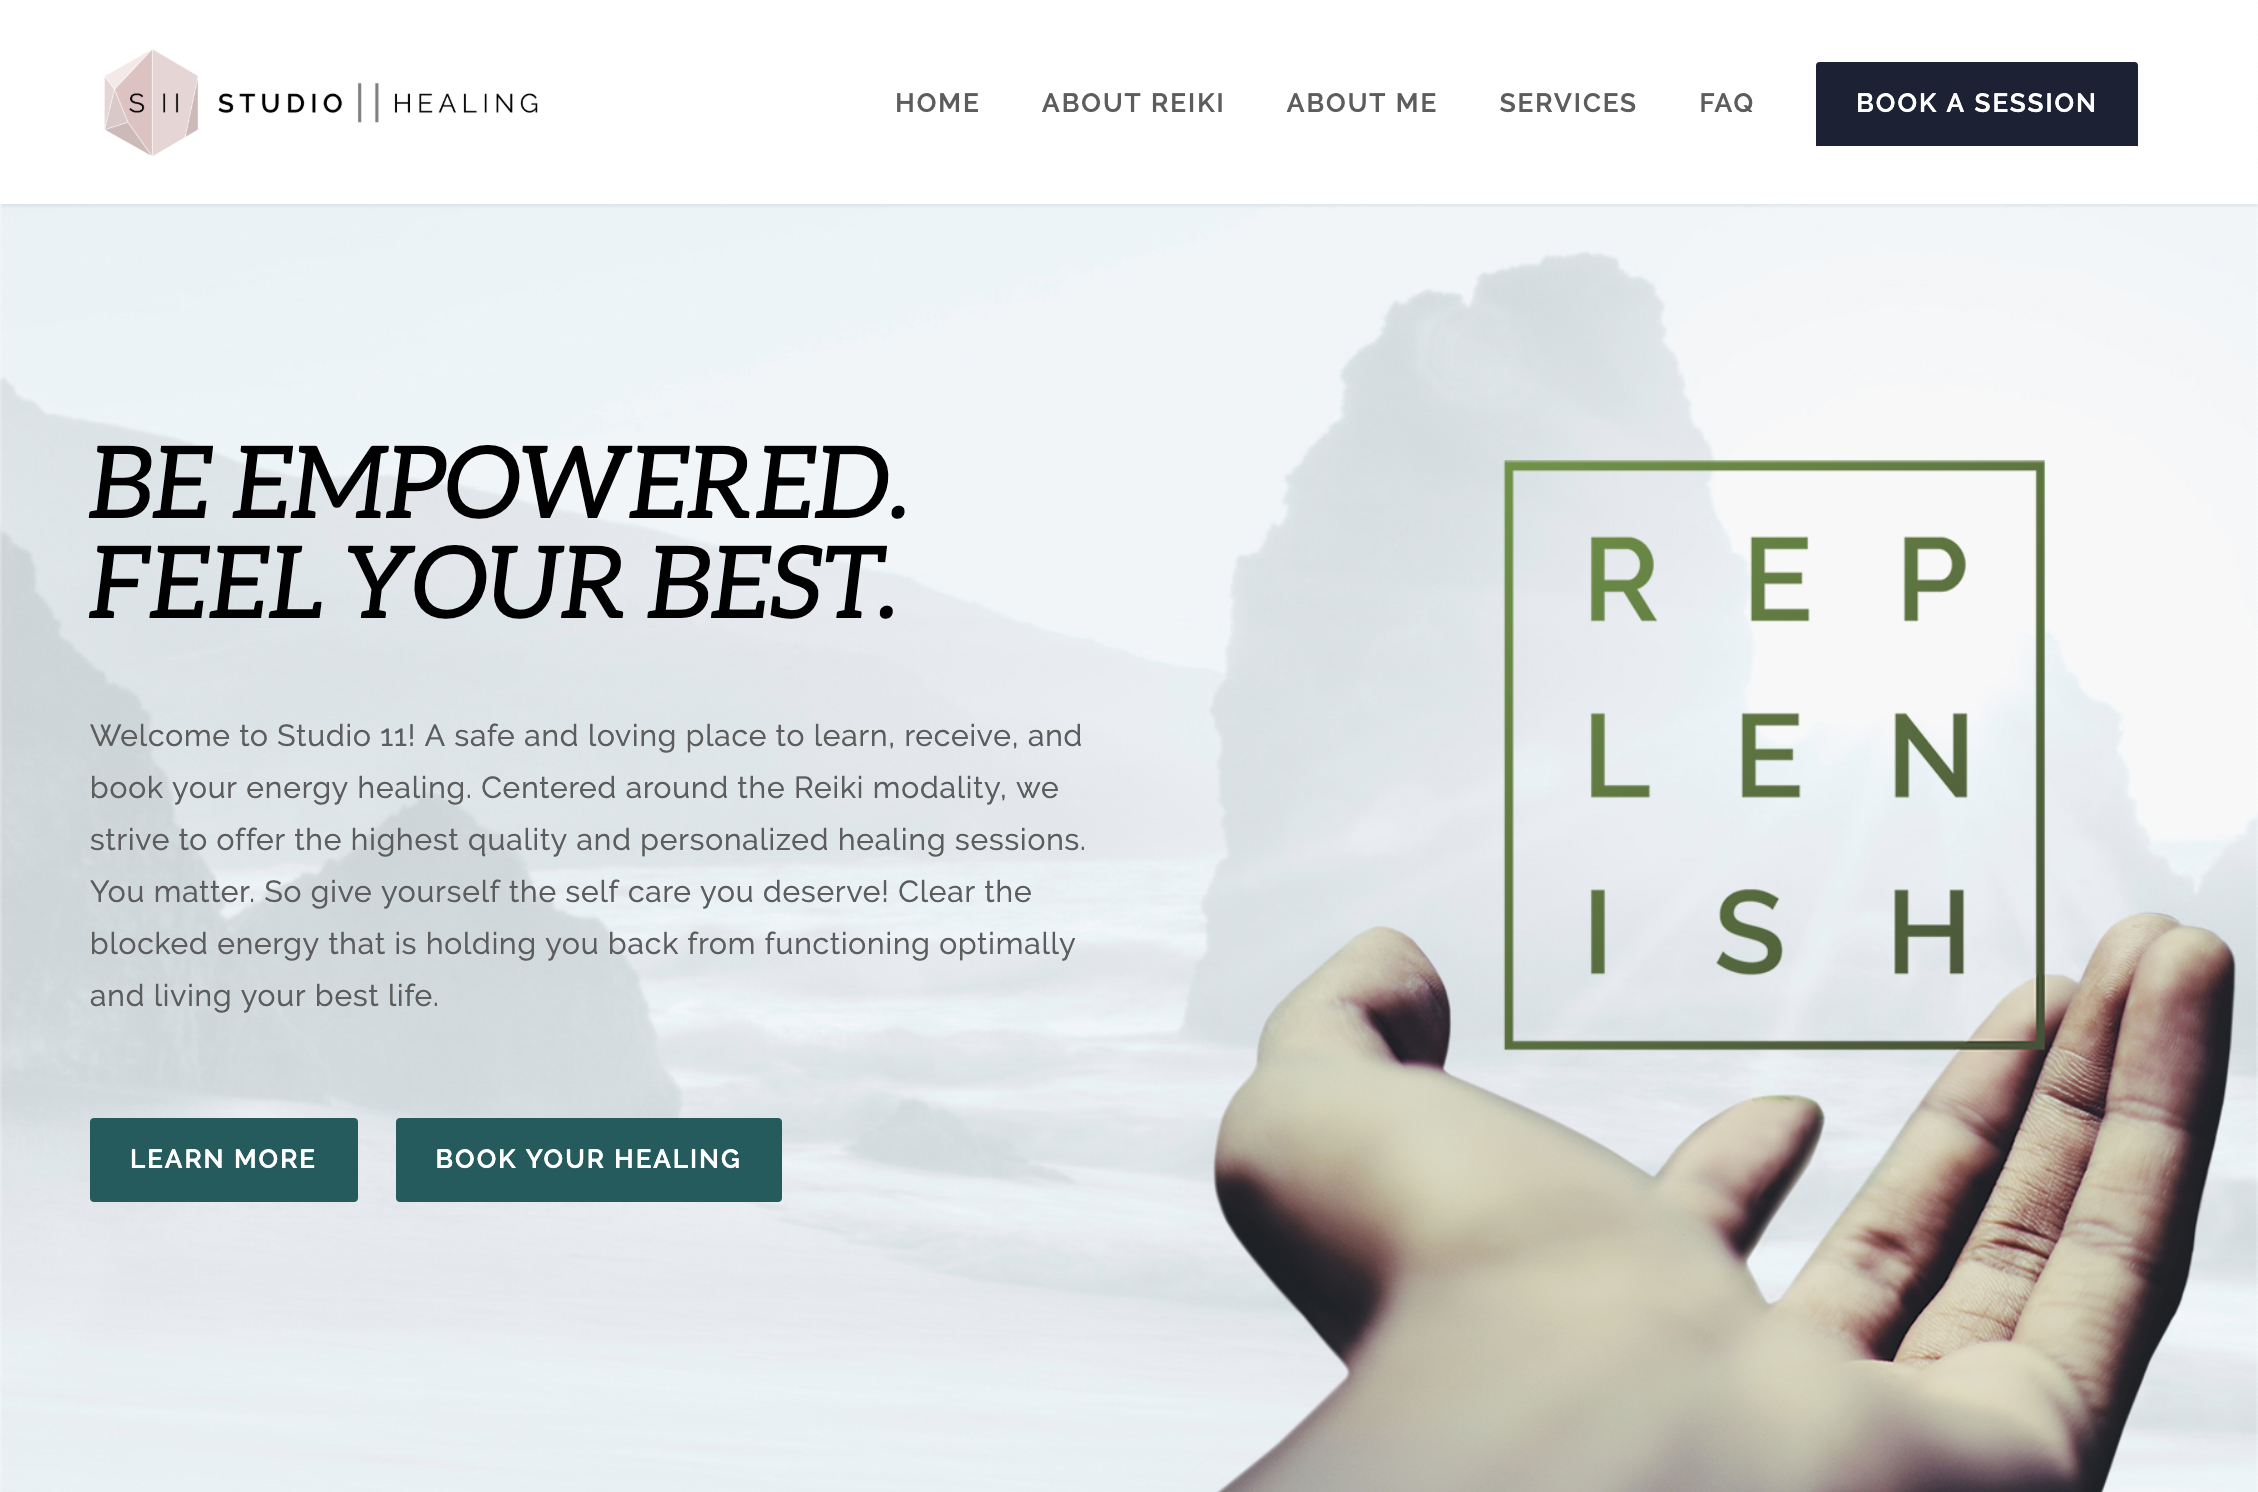 S II STUDIO || HEALING
HOME ABOUT REIKI ABOUT ME SERVICES FAQ BOOK A SESSION
BE EMPOWERED.
FEEL YOUR BEST.
Welcome to Studio 11! A safe and loving place to learn, receive, and
book your energy healing. Centered around the Reiki modality, we
strive to offer the highest quality and personalized healing sessions.
You matter. So give yourself the self care you deserve! Clear the
blocked energy that is holding you back from functioning optimally
and living your best life.
LEARN MORE BOOK YOUR HEALING
R E P
L E N
I S H